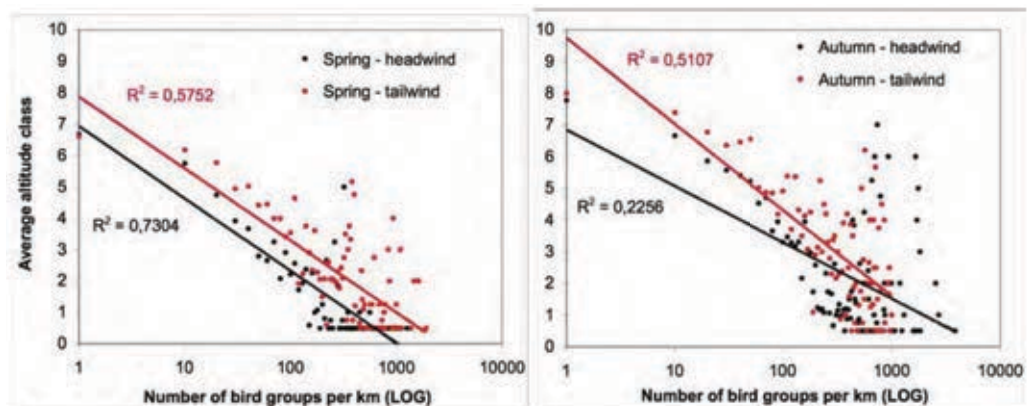 Average altitude class
10
9
8
7
6
5
4
3
2
1
0
Spring - headwind
Spring - tailwind
R² = 0,5752
R² = 0,7304
1
10
100
1000
10000
Number of bird groups per km (LOG)
10
9
8
7
6
5
4
3
2
1
0
Autumn - headwind
Autumn - tailwind
R² = 0,5107
R² = 0,2256
1
10
100
1000
10000
Number of bird groups per km (LOG)